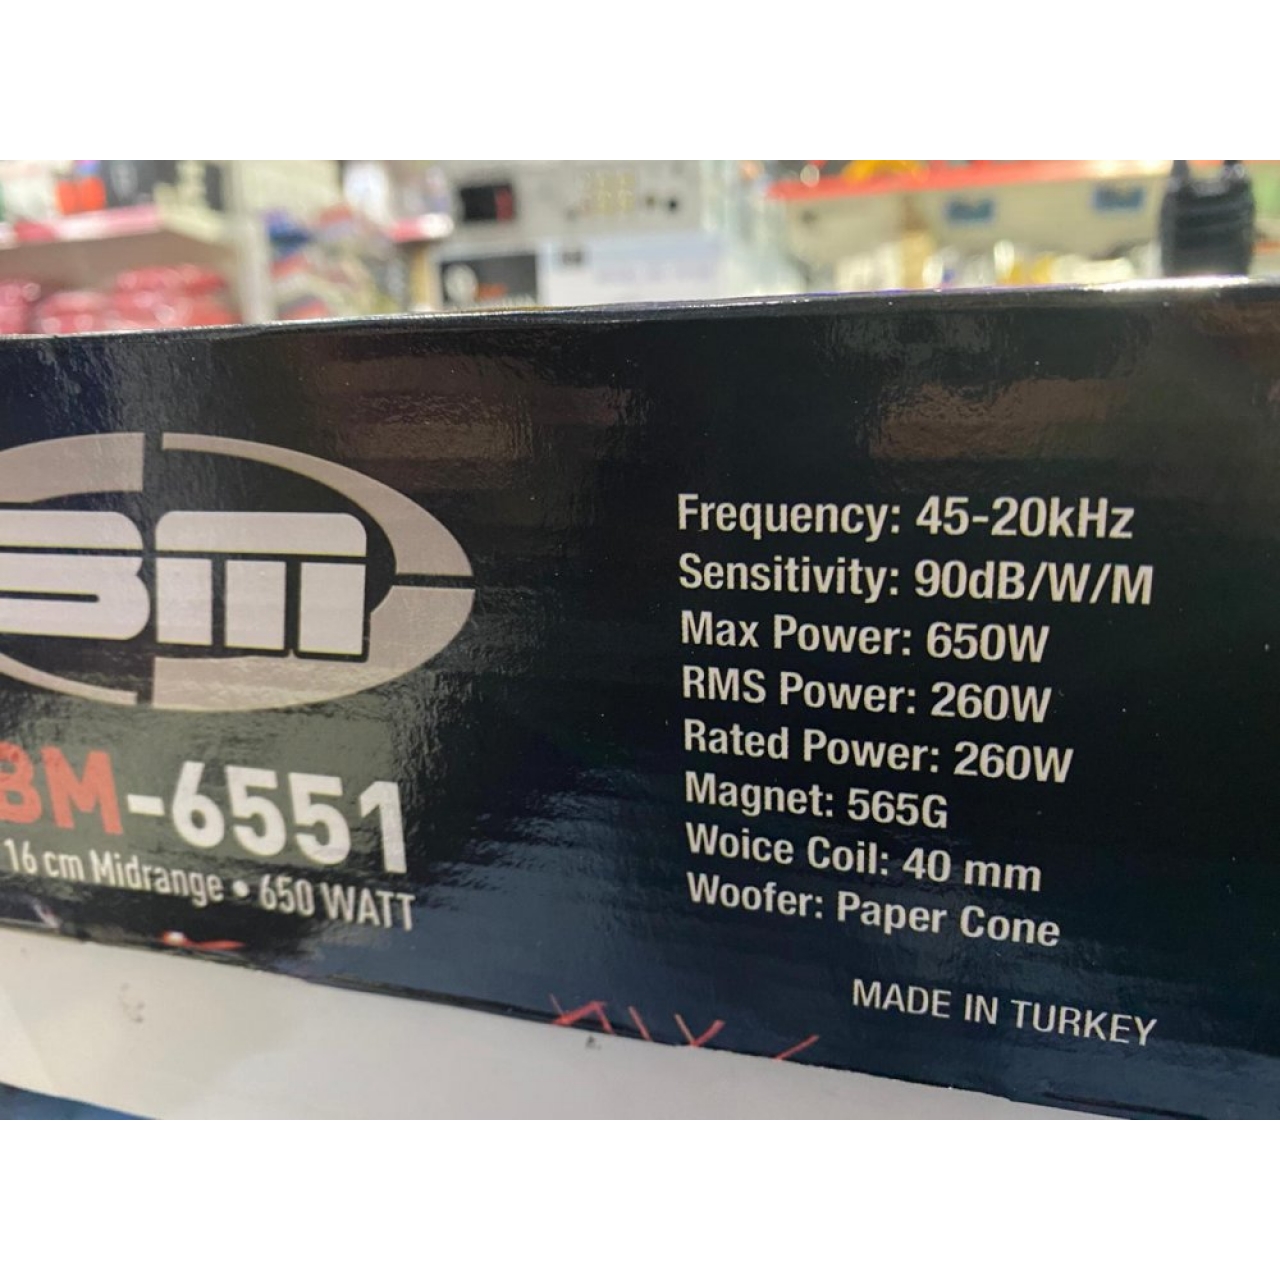 BM
BM-6551
16 cm Midrange • 650 WATT
Frequency: 45-20kHz
Sensitivity: 90dB/W/M
Max Power: 650W
RMS Power: 260W
Rated Power: 260W
Magnet: 565G
Woice Coil: 40 mm
Woofer: Paper Cone
MADE IN TURKEY